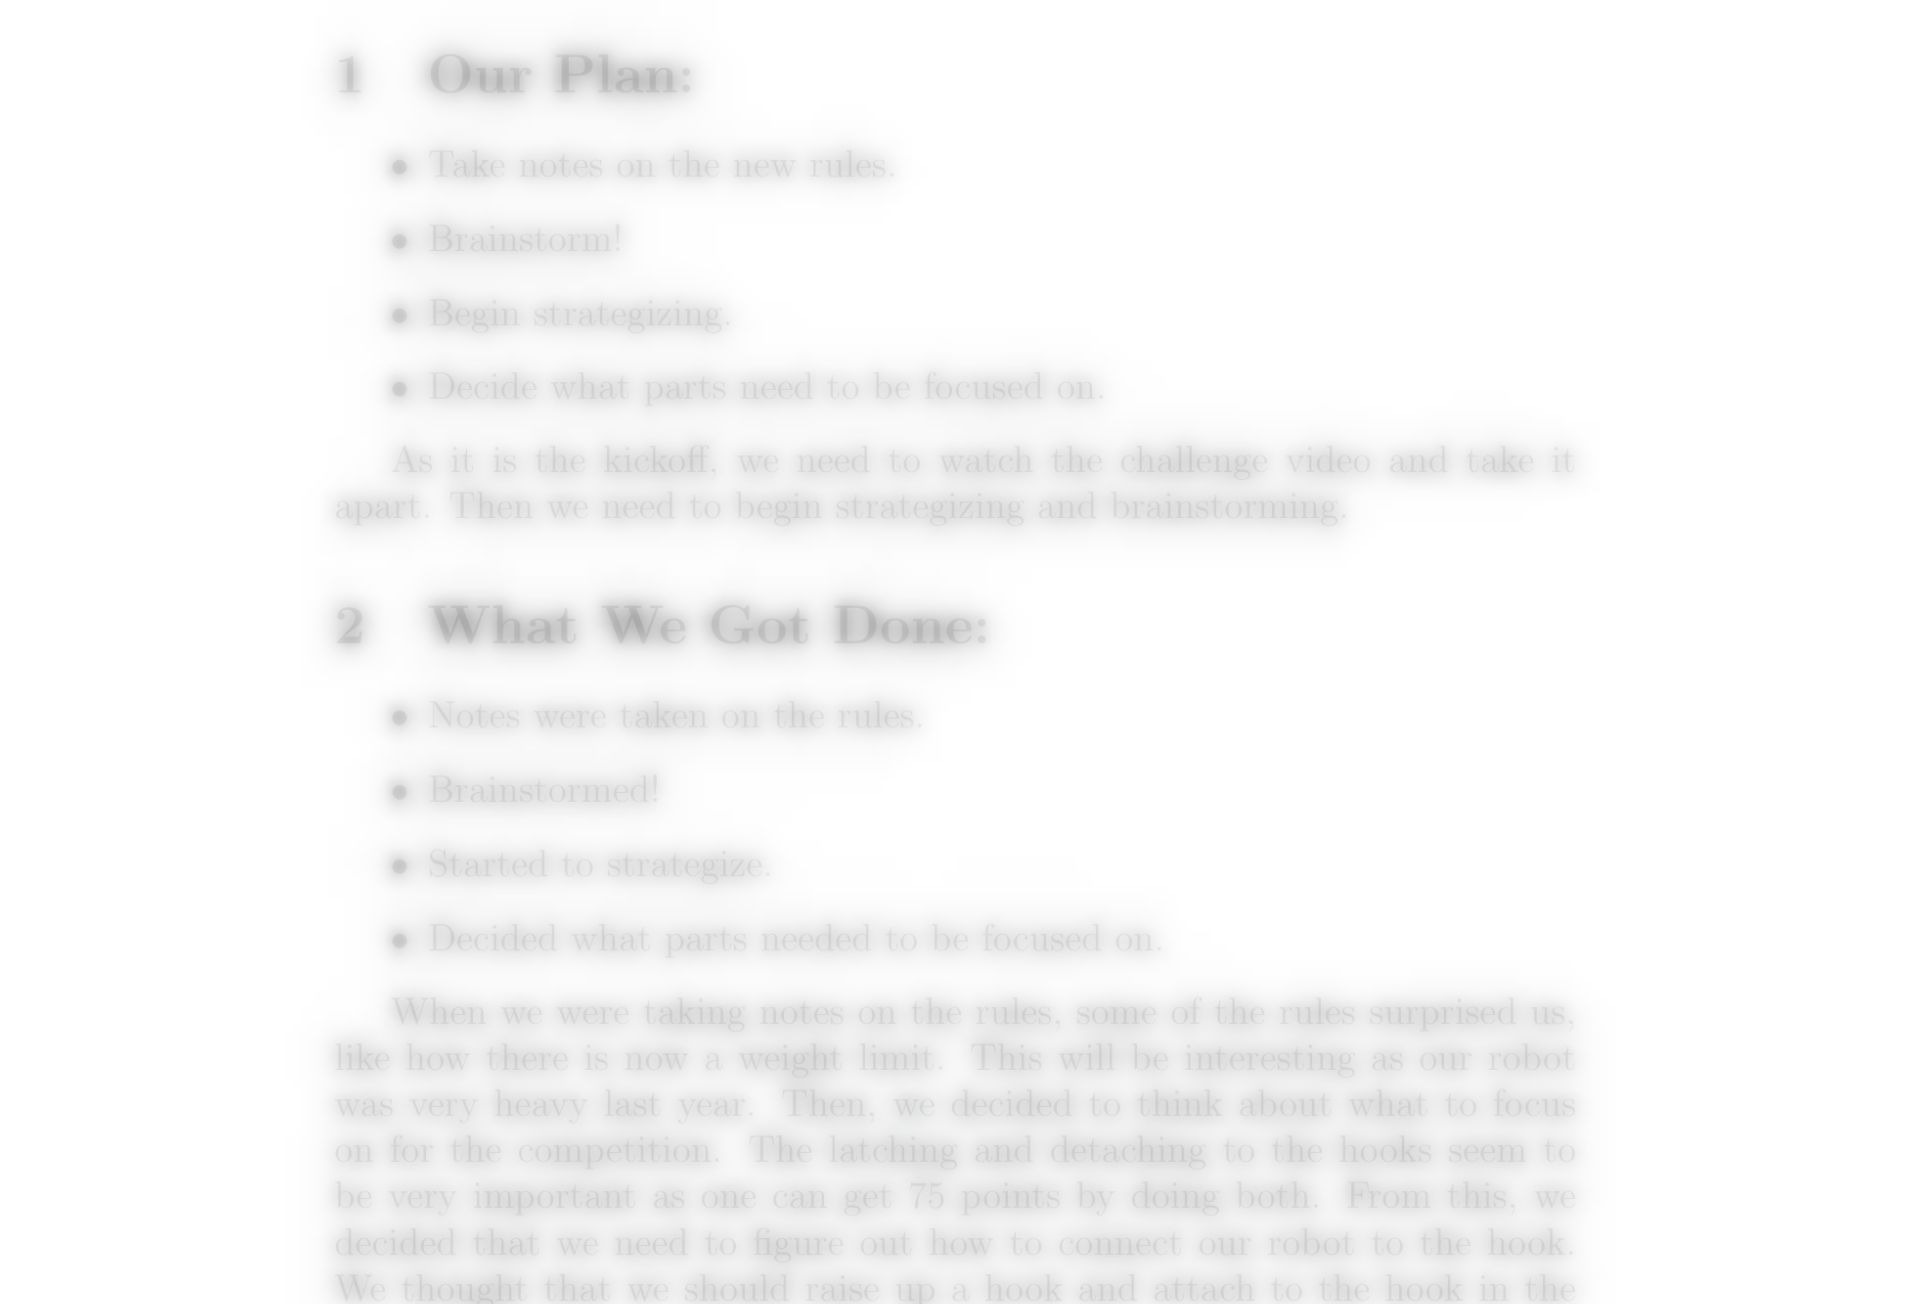 1 Our Plan:
• Take notes on the new rules.
• Brainstorm!
• Begin strategizing.
• Decide what parts need to be focused on.
As it is the kickoff, we need to watch the challenge video and take it
apart. Then we need to begin strategizing and brainstorming.
2 What We Got Done:
• Notes were taken on the rules.
• Brainstormed!
• Started to strategize.
• Decided what parts needed to be focused on.
When we were taking notes on the rules, some of the rules surprised us,
like how there is now a weight limit. This will be interesting as our robot
was very heavy last year. Then, we decided to think about what to focus
on for the competition. The latching and detaching to the hooks seem to
be very important as one can get 75 points by doing both. From this, we
decided that we need to figure out how to connect our robot to the hook.
We thought that we should raise up a hook and attach to the hook in the